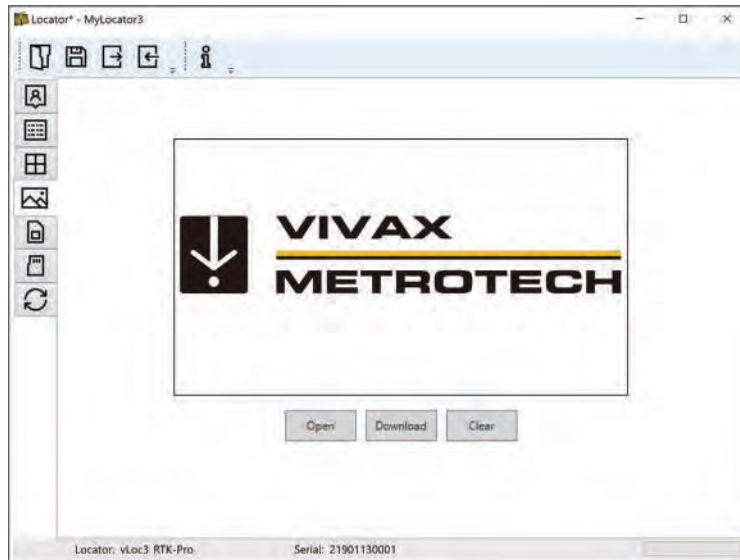 Locator* - MyLocator3
VIVAX
METROTECH
Open Download Clear
Locator: vLoc3 RTK-Pro Serial: 21901130001